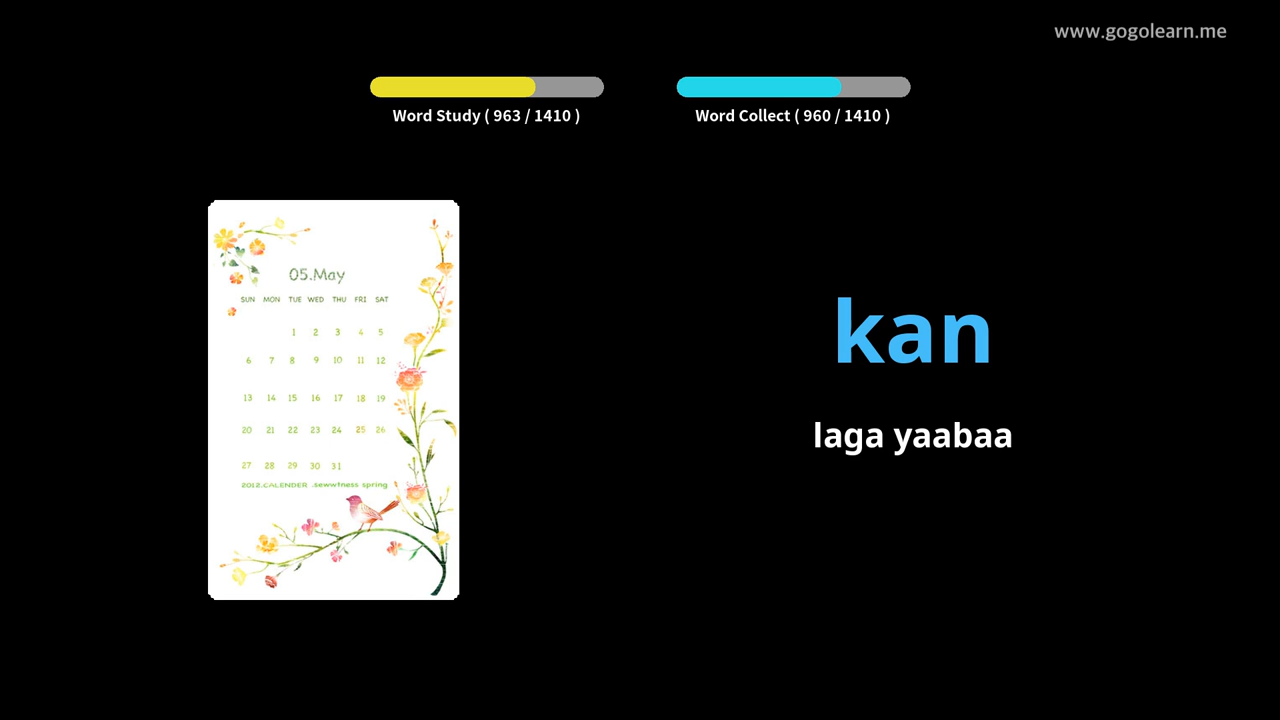 www.gogolearn.me
Word Study ( 963 / 1410 )
Word Collect ( 960 / 1410 )
05.May
SUN MON TUE WED THU FRI SAT
1 2 3 4 5
6 7 8 9 10 11 12
13 14 15 16 17 18 19
20 21 22 23 24 25 26
27 28 29 30 31
2012.CALENDER .sewwtness spring
kan
laga yaabaa